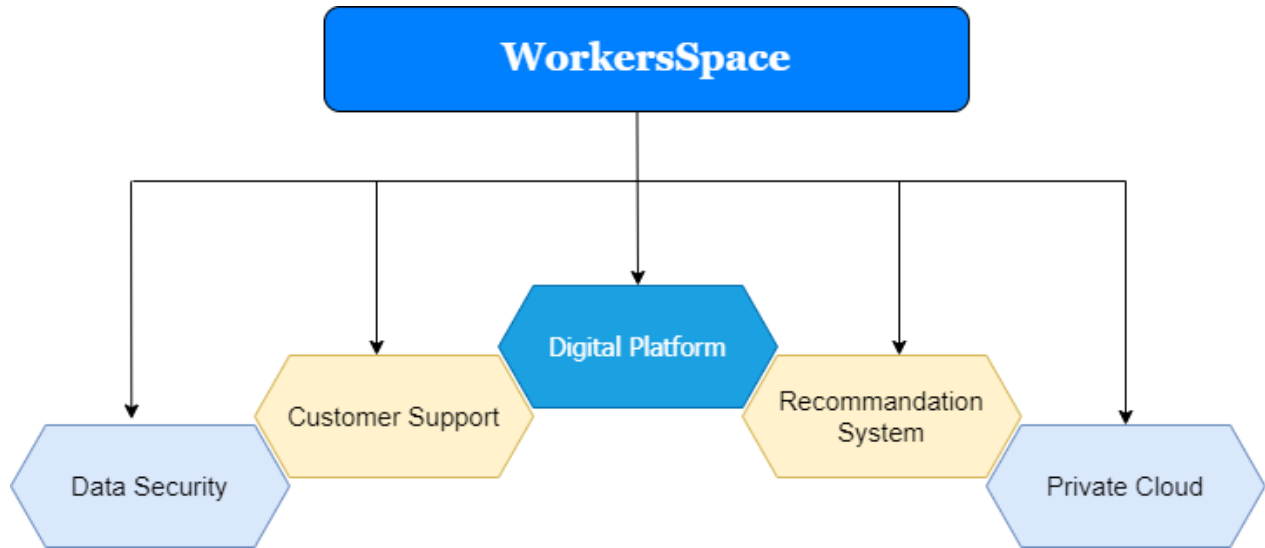 WorkersSpace
Digital Platform
Customer Support
Recommandation
System
Data Security
Private Cloud